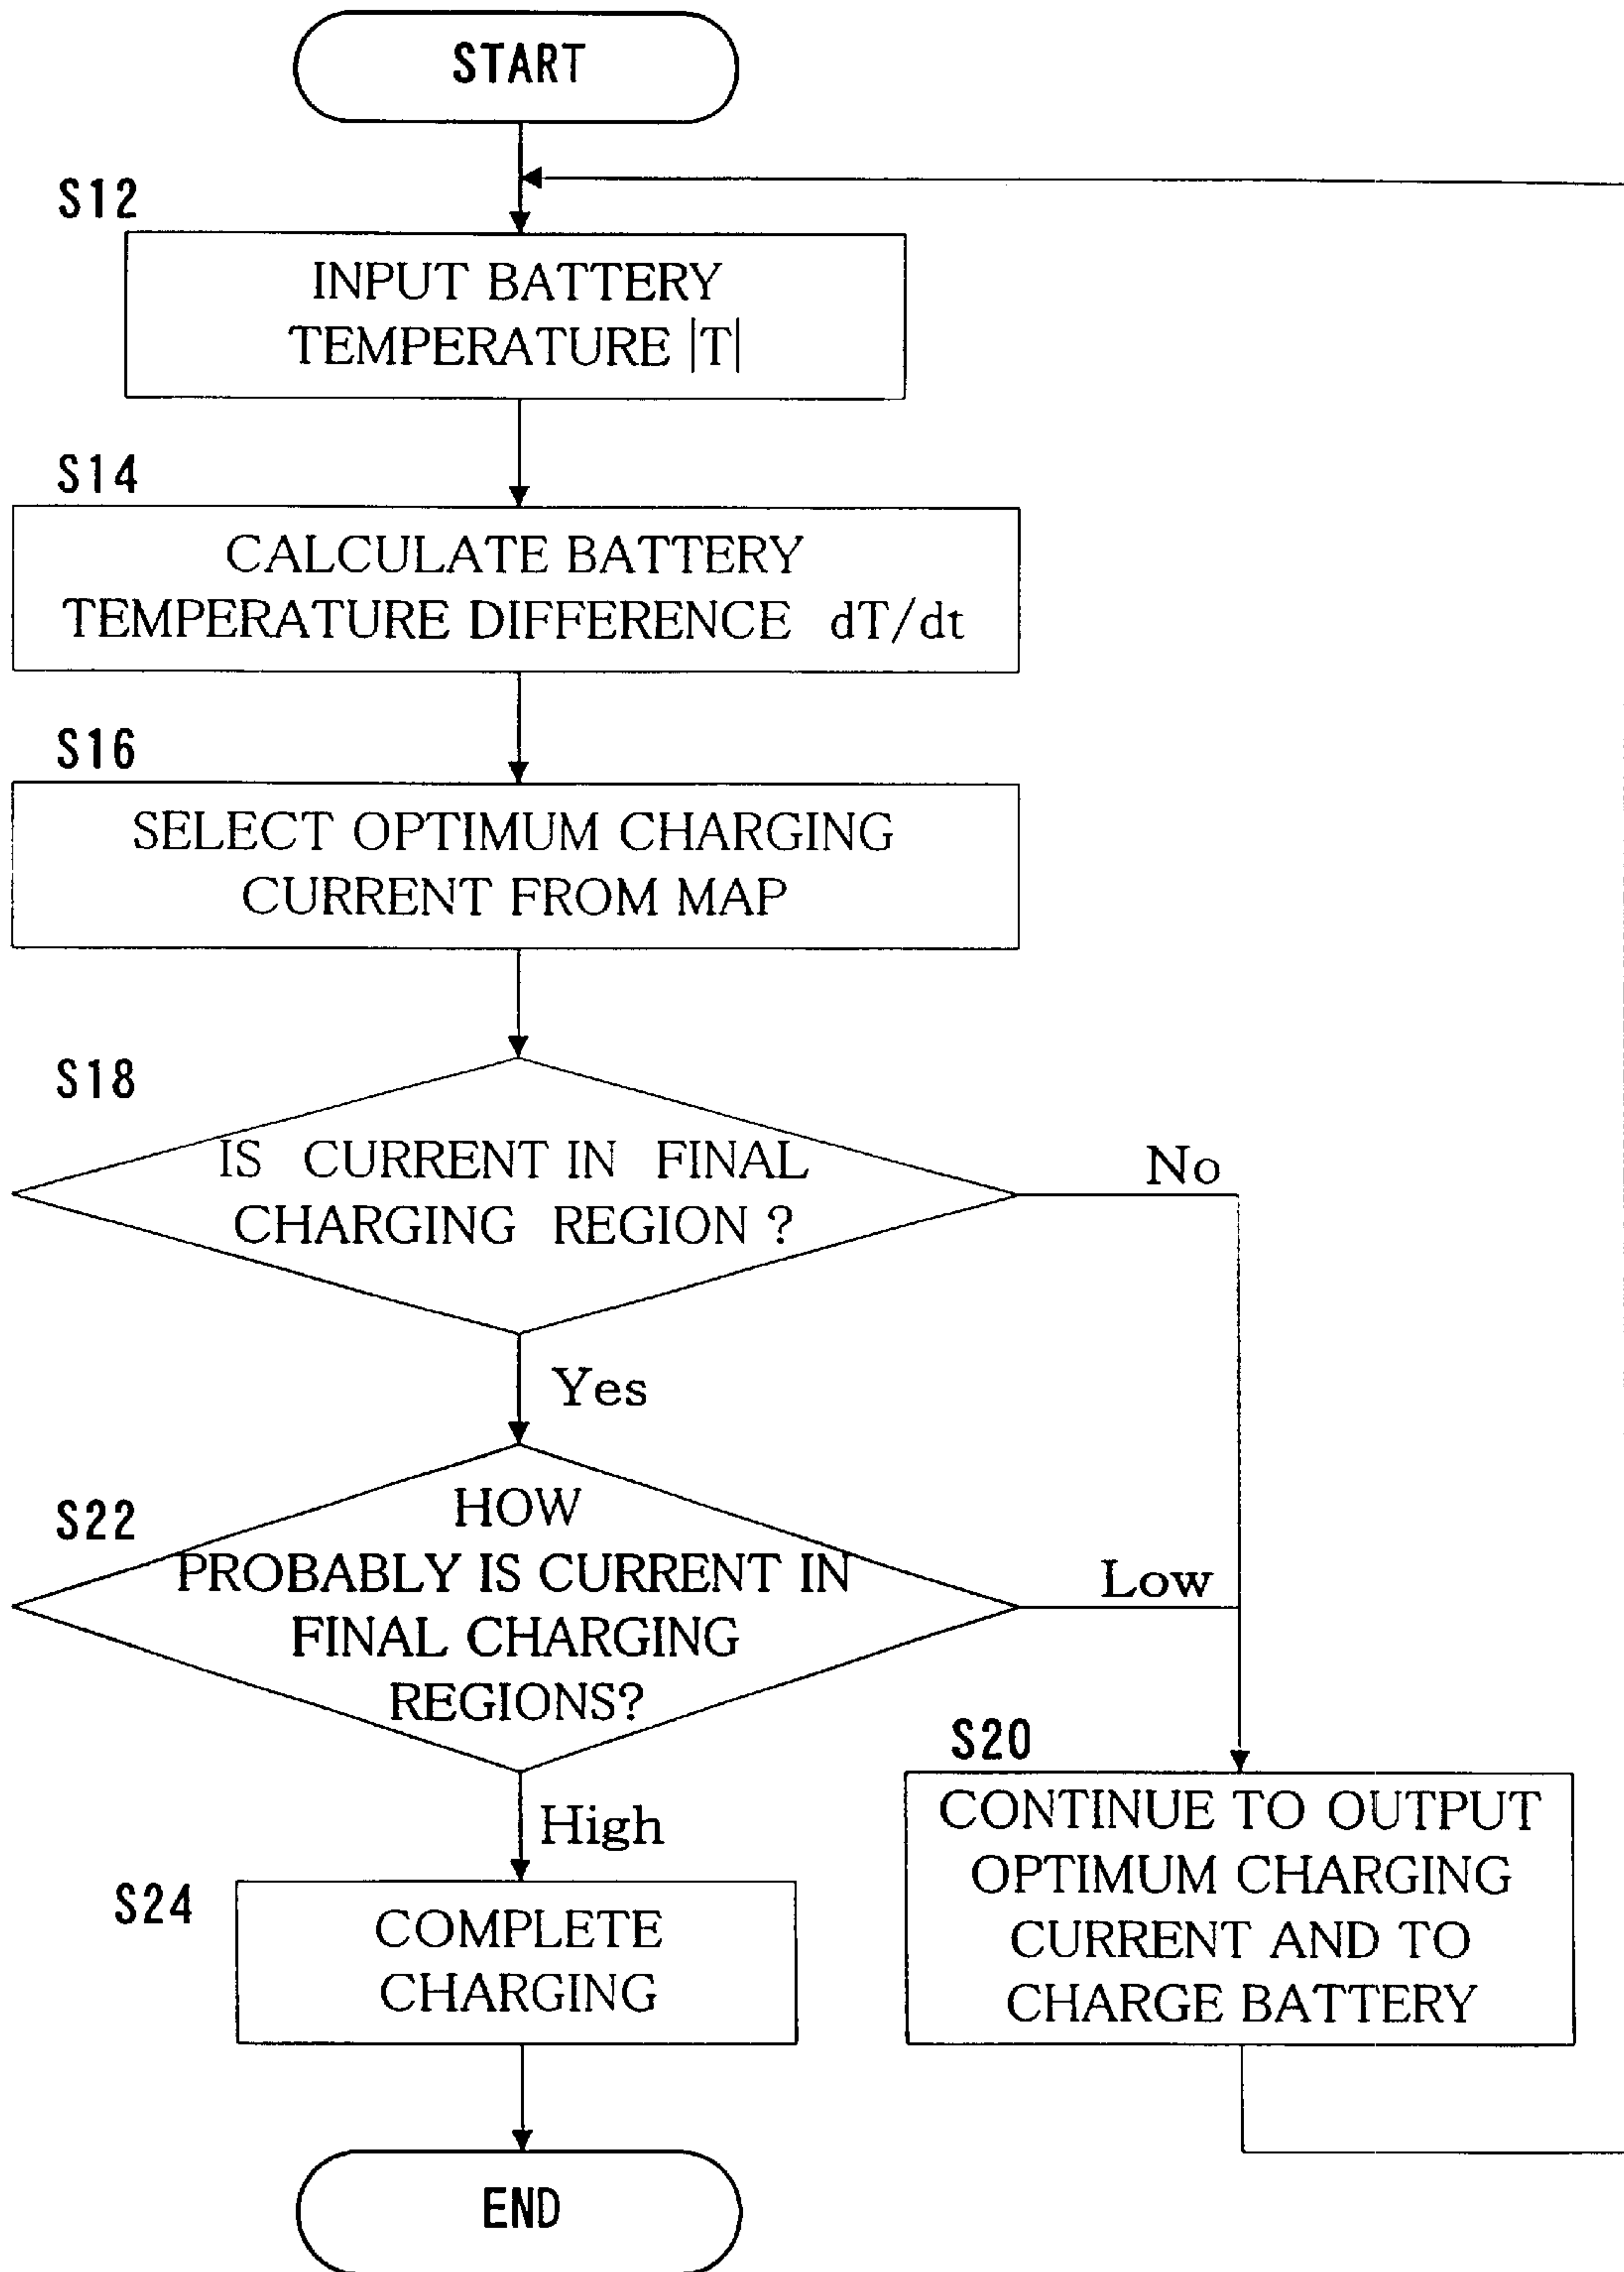 START
S12
INPUT BATTERY
TEMPERATURE |T|
S14
CALCULATE BATTERY
TEMPERATURE DIFFERENCE dT/dt
S16
SELECT OPTIMUM CHARGING
CURRENT FROM MAP
S18
IS CURRENT IN FINAL
CHARGING REGION ?
No
Yes
S22
HOW
PROBABLY IS CURRENT IN
FINAL CHARGING
REGIONS?
Low
High
S20
CONTINUE TO OUTPUT
OPTIMUM CHARGING
CURRENT AND TO
CHARGE BATTERY
S24
COMPLETE
CHARGING
END